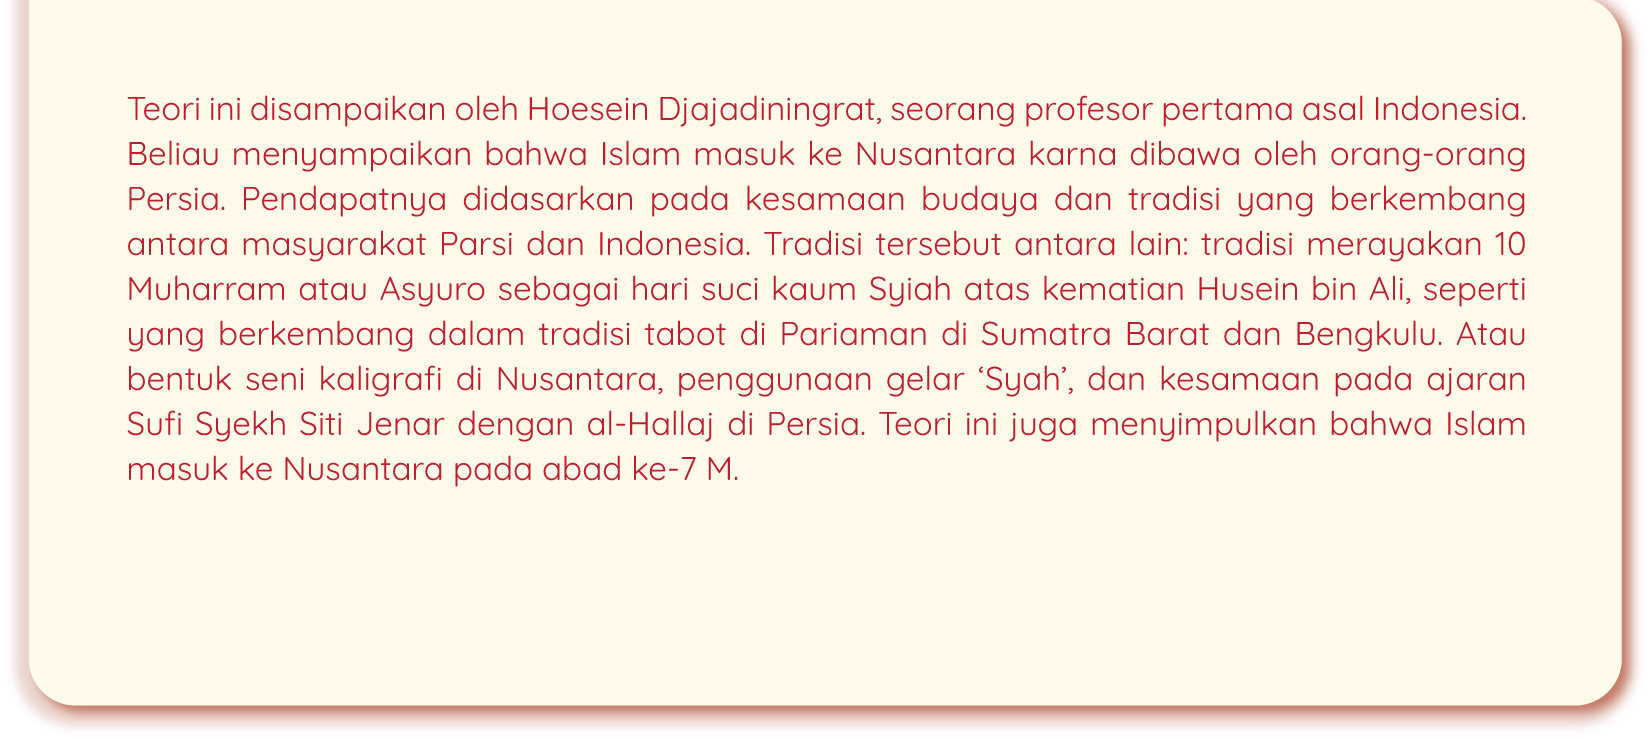 Teori ini disampaikan oleh Hoesein Djajadiningrat, seorang profesor pertama asal Indonesia.
Beliau menyampaikan bahwa Islam masuk ke Nusantara karna dibawa oleh orang-orang
Persia. Pendapatnya didasarkan pada kesamaan budaya dan tradisi yang berkembang
antara masyarakat Parsi dan Indonesia. Tradisi tersebut antara lain: tradisi merayakan 10
Muharram atau Asyuro sebagai hari suci kaum Syiah atas kematian Husein bin Ali, seperti
yang berkembang dalam tradisi tabot di Pariaman di Sumatra Barat dan Bengkulu. Atau
bentuk seni kaligrafi di Nusantara, penggunaan gelar ‘Syah’, dan kesamaan pada ajaran
Sufi Syekh Siti Jenar dengan al-Hallaj di Persia. Teori ini juga menyimpulkan bahwa Islam
masuk ke Nusantara pada abad ke-7 M.